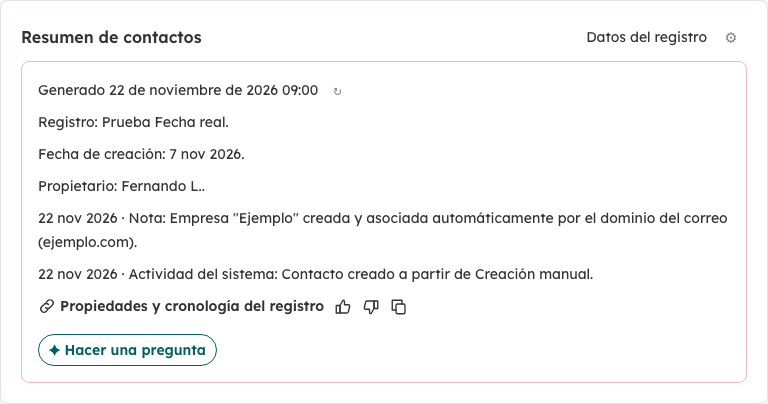 Resumen de contactos
Datos del registro
Generado 22 de noviembre de 2026 09:00
Registro: Prueba Fecha real.
Fecha de creación: 7 nov 2026.
Propietario: Fernando L..
22 nov 2026 · Nota: Empresa "Ejemplo" creada y asociada automáticamente por el dominio del correo
(ejemplo.com).
22 nov 2026 · Actividad del sistema: Contacto creado a partir de Creación manual.
Propiedades y cronología del registro
Hacer una pregunta